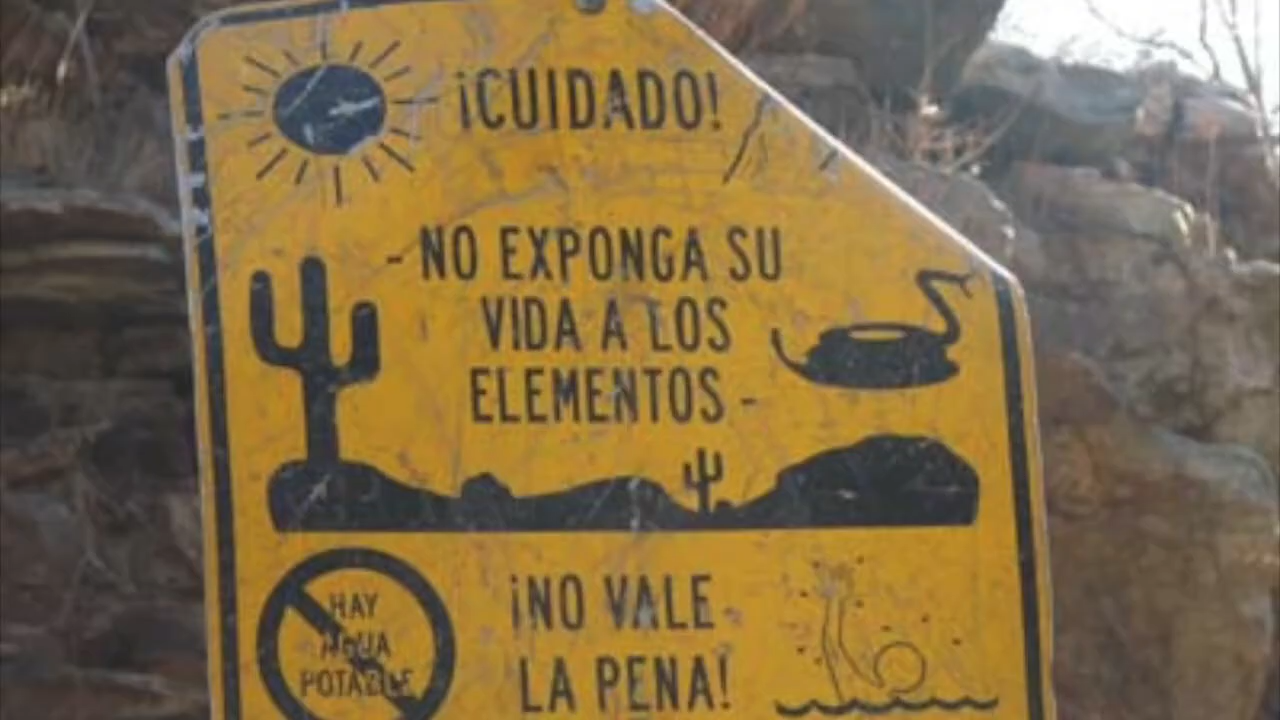 ¡CUIDADO!
- NO EXPONGA SU
VIDA A LOS
ELEMENTOS -
HAY
AGUA
POTABLE
¡NO VALE
LA PENA!